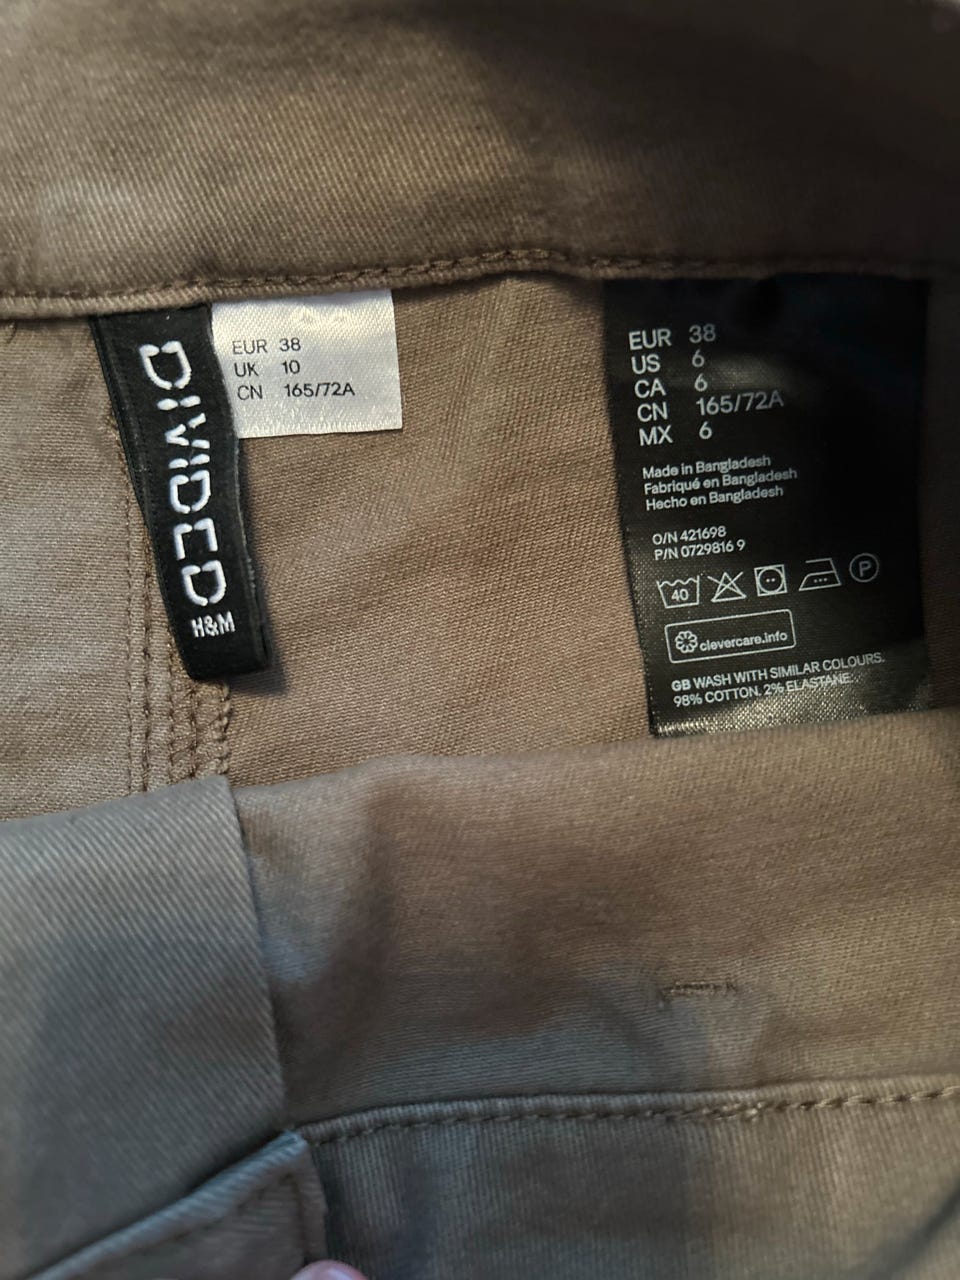 DIVIDED
H&M
EUR 38
UK 10
CN 165/72A
EUR 38
US 6
CA 6
CN 165/72A
MX 6
Made in Bangladesh
Fabriqué en Bangladesh
Hecho en Bangladesh
O/N 421698
P/N 0729816 9
40 P
clevercare.info
GB WASH WITH SIMILAR COLOURS.
98% COTTON. 2% ELASTANE.